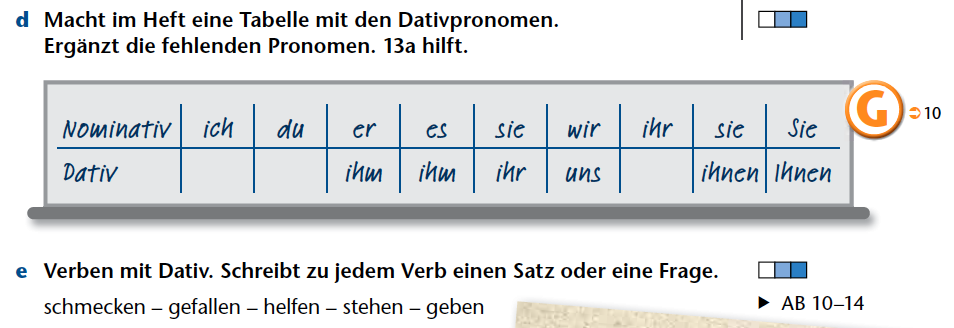 d Macht im Heft eine Tabelle mit den Dativpronomen.
Ergänzt die fehlenden Pronomen. 13a hilft.
Nominativ ich du er es sie wir ihr sie Sie
G 10
Dativ ihm ihm ihr uns ihnen Ihnen
e Verben mit Dativ. Schreibt zu jedem Verb einen Satz oder eine Frage.
schmecken – gefallen – helfen – stehen – geben
▶ AB 10–14